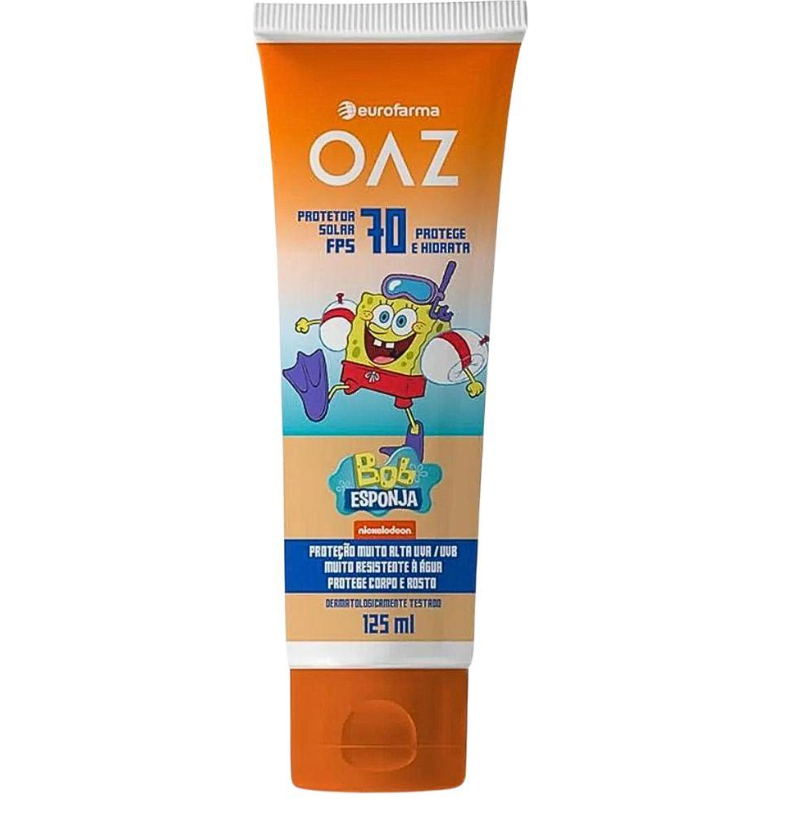 eurofarma
OAZ
PROTETOR
SOLAR
FPS
70
PROTEGE
E HIDRATA
Bob
ESPONJA
nickelodeon
PROTEÇÃO MUITO ALTA UVA / UVB
MUITO RESISTENTE À ÁGUA
PROTEGE CORPO E ROSTO
DERMATOLOGICAMENTE TESTADO
125 ml